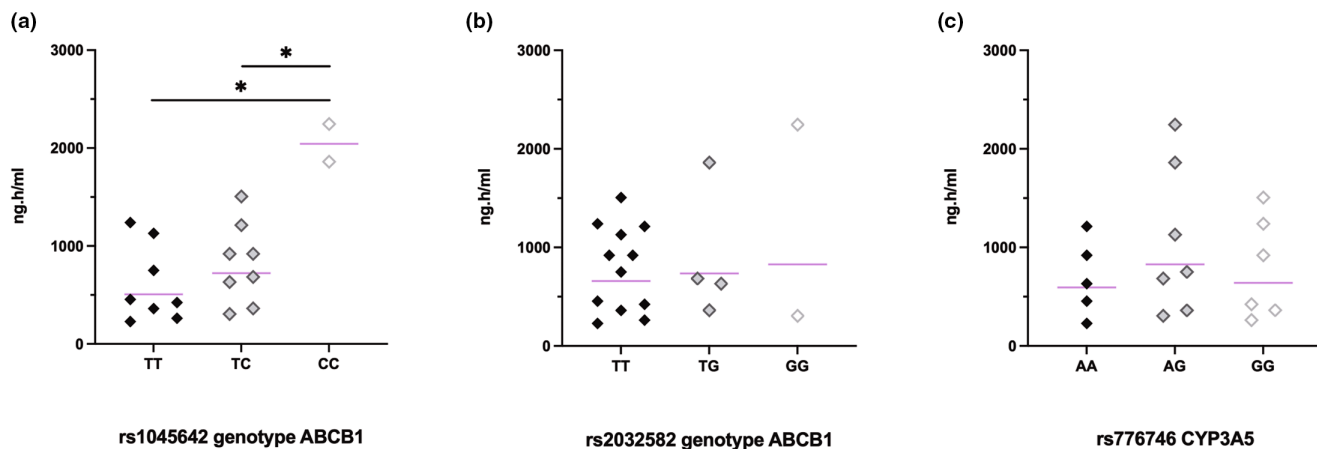 (a)
3000
2000
1000
0
ng.h/ml
*
*
TT TC CC
rs1045642 genotype ABCB1
(b)
3000
2000
1000
0
ng.h/ml
TT TG GG
rs2032582 genotype ABCB1
(c)
3000
2000
1000
0
ng.h/ml
AA AG GG
rs776746 CYP3A5